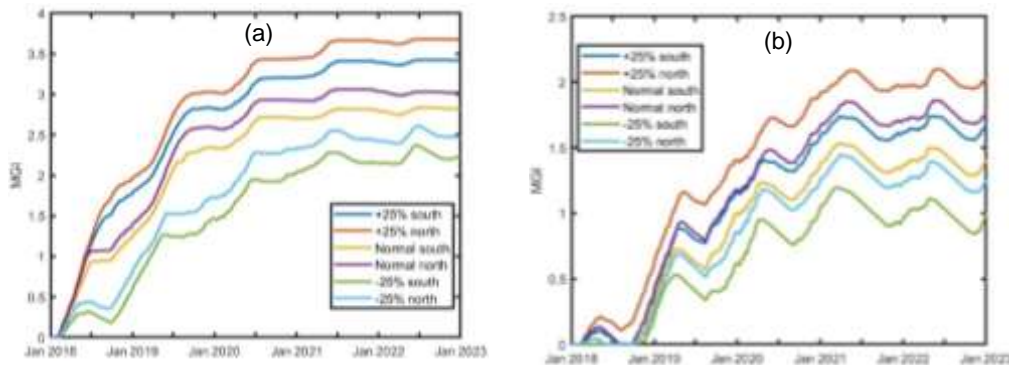 (a)
4
3.5
3
2.5
2
1.5
1
0.5
0
MGI
+25% south
+25% north
Normal south
Normal north
-25% south
-25% north
Jan 2018 Jan 2019 Jan 2020 Jan 2021 Jan 2022 Jan 2023
(b)
2.5
2
1.5
1
0.5
0
MGI
+25% south
+25% north
Normal south
Normal north
-25% south
-25% north
Jan 2018 Jan 2019 Jan 2020 Jan 2021 Jan 2022 Jan 2023